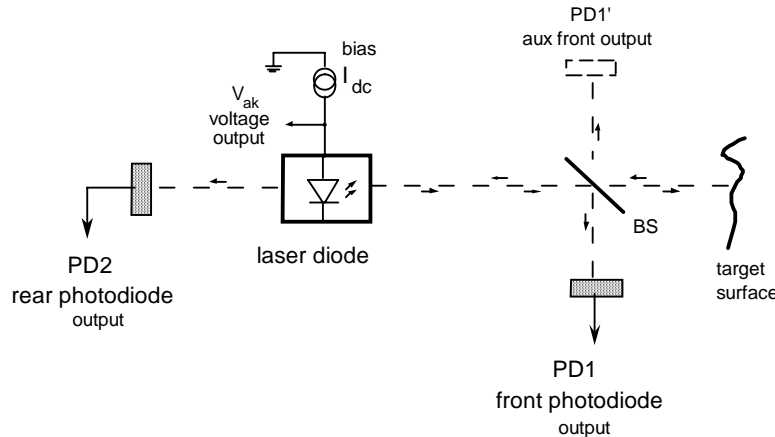 PD1'
aux front output
bias
I dc
V ak
voltage
output
BS
laser diode
target
surface
PD2
rear photodiode
output
PD1
front photodiode
output